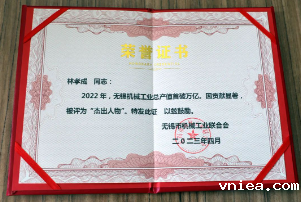 荣誉证书
林孝成 同志：
2022年，无锡机械工业总产值首破万亿。因贡献显著，
被评为“杰出人物”。特发此证 以资鼓励。
无锡市机械工业联合会
二〇二三年四月
vniea.com